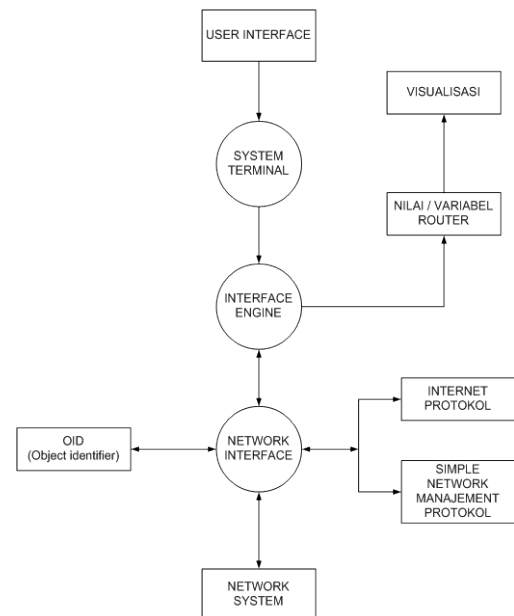 USER INTERFACE
VISUALISASI
SYSTEM
TERMINAL
NILAI / VARIABEL
ROUTER
INTERFACE
ENGINE
INTERNET
PROTOKOL
OID
(Object identifier)
NETWORK
INTERFACE
SIMPLE
NETWORK
MANAJEMENT
PROTOKOL
NETWORK
SYSTEM